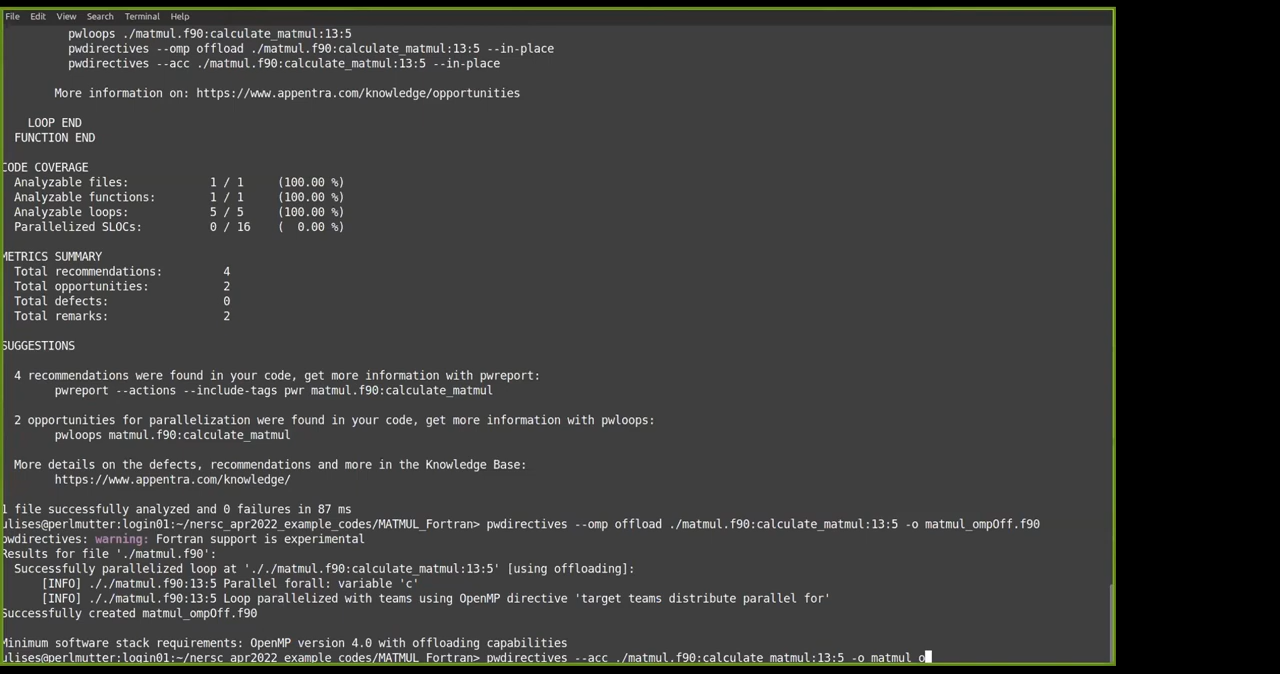 File Edit View Search Terminal Help
pwloops ./matmul.f90:calculate_matmul:13:5
pwdirectives --omp offload ./matmul.f90:calculate_matmul:13:5 --in-place
pwdirectives --acc ./matmul.f90:calculate_matmul:13:5 --in-place
More information on: https://www.appentra.com/knowledge/opportunities
LOOP END
FUNCTION END
CODE COVERAGE
Analyzable files: 1 / 1 (100.00 %)
Analyzable functions: 1 / 1 (100.00 %)
Analyzable loops: 5 / 5 (100.00 %)
Parallelized SLOCs: 0 / 16 ( 0.00 %)
METRICS SUMMARY
Total recommendations: 4
Total opportunities: 2
Total defects: 0
Total remarks: 2
SUGGESTIONS
4 recommendations were found in your code, get more information with pwreport:
pwreport --actions --include-tags pwr matmul.f90:calculate_matmul
2 opportunities for parallelization were found in your code, get more information with pwloops:
pwloops matmul.f90:calculate_matmul
More details on the defects, recommendations and more in the Knowledge Base:
https://www.appentra.com/knowledge/
1 file successfully analyzed and 0 failures in 87 ms
ulises@perlmutter:login01:~/nersc_apr2022_example_codes/MATMUL_Fortran> pwdirectives --omp offload ./matmul.f90:calculate_matmul:13:5 -o matmul_ompOff.f90
pwdirectives: warning: Fortran support is experimental
Results for file './matmul.f90':
Successfully parallelized loop at '././matmul.f90:calculate_matmul:13:5' [using offloading]:
[INFO] ././matmul.f90:13:5 Parallel forall: variable 'c'
[INFO] ././matmul.f90:13:5 Loop parallelized with teams using OpenMP directive 'target teams distribute parallel for'
Successfully created matmul_ompOff.f90
Minimum software stack requirements: OpenMP version 4.0 with offloading capabilities
ulises@perlmutter:login01:~/nersc_apr2022_example_codes/MATMUL_Fortran> pwdirectives --acc ./matmul.f90:calculate_matmul:13:5 -o matmul_o